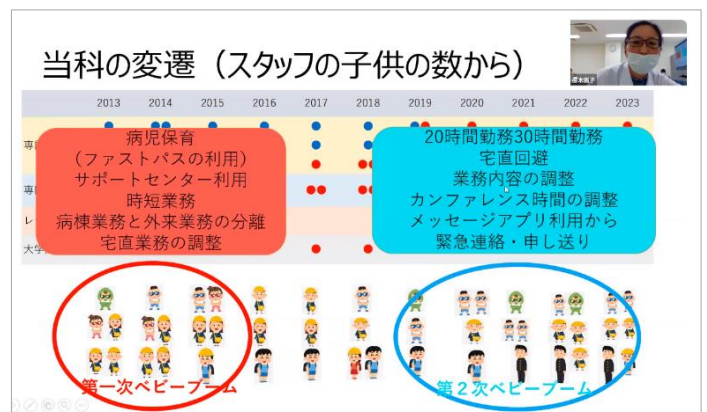 当科の変遷（スタッフの子供の数から）
2013 2014 2015 2016 2017 2018 2019 2020 2021 2022 2023
病児保育
（ファストパスの利用）
サポートセンター利用
時短業務
病棟業務と外来業務の分離
宅直業務の調整
20時間勤務30時間勤務
宅直回避
業務内容の調整
カンファレンス時間の調整
メッセージアプリ利用から
緊急連絡・申し送り
専
専
レ
大学
第一次ベビーブーム
第２次ベビーブーム